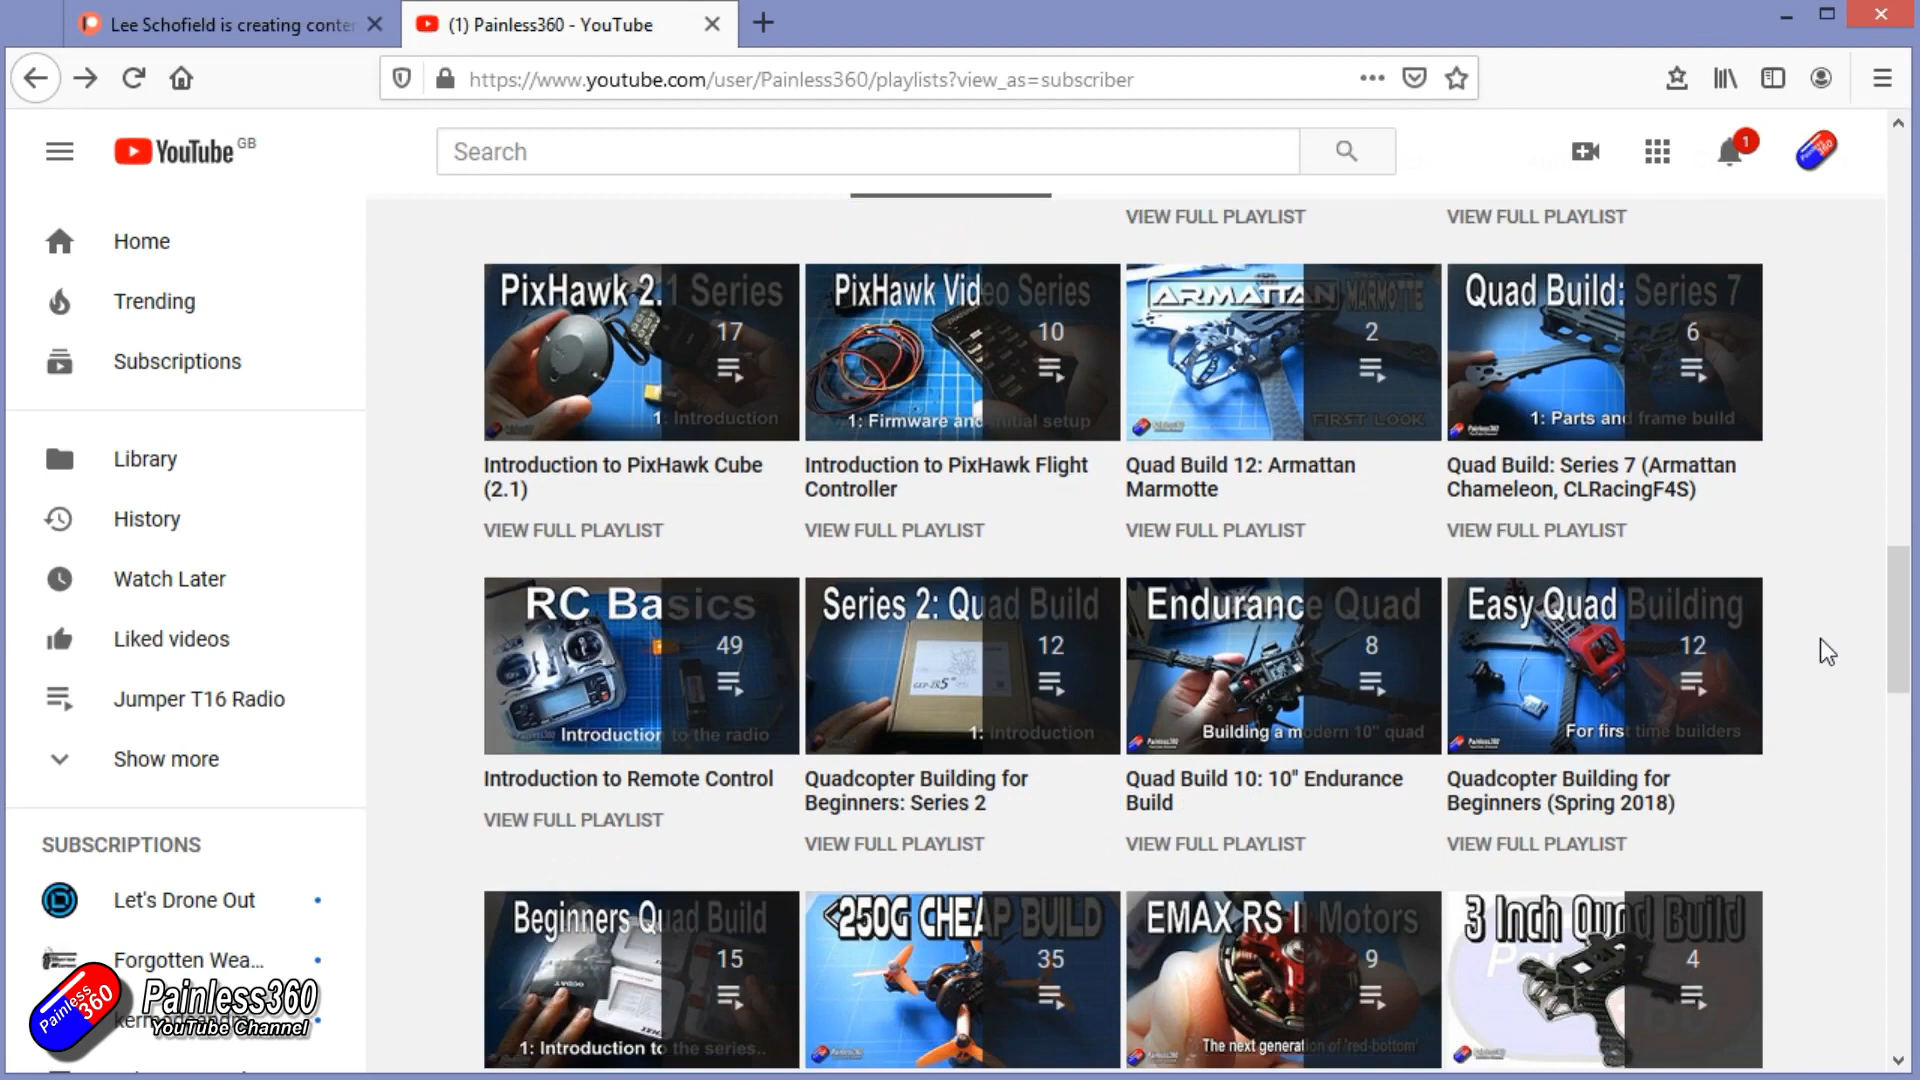 Lee Schofield is creating conter
(1) Painless360 - YouTube
https://www.youtube.com/user/Painless360/playlists?view_as=subscriber
YouTube GB
Search
1
Home
Trending
Subscriptions
Library
History
Watch Later
Liked videos
Jumper T16 Radio
Show more
SUBSCRIPTIONS
Let's Drone Out
Forgotten Wea...
Painless360
Painless360
YouTube Channel
VIEW FULL PLAYLIST
VIEW FULL PLAYLIST
PixHawk 2.1 Series
17
1: Introduction
PixHawk Video Series
10
1: Firmware and initial setup
ARMATTAN MARMOTTE
2
FIRST LOOK
Quad Build: Series 7
6
1: Parts and frame build
Introduction to PixHawk Cube
(2.1)
VIEW FULL PLAYLIST
Introduction to PixHawk Flight
Controller
VIEW FULL PLAYLIST
Quad Build 12: Armattan
Marmotte
VIEW FULL PLAYLIST
Quad Build: Series 7 (Armattan
Chameleon, CLRacingF4S)
VIEW FULL PLAYLIST
RC Basics
49
Introduction to the radio
Series 2: Quad Build
12
1: Introduction
Endurance Quad
8
Building a modern 10" quad
Easy Quad Building
12
For first time builders
Introduction to Remote Control
VIEW FULL PLAYLIST
Quadcopter Building for
Beginners: Series 2
VIEW FULL PLAYLIST
Quad Build 10: 10" Endurance
Build
VIEW FULL PLAYLIST
Quadcopter Building for
Beginners (Spring 2018)
VIEW FULL PLAYLIST
Beginners Quad Build
15
1: Introduction to the series..
<250G CHEAP BUILD
35
EMAX RS II Motors
9
The next generation of 'red-bottom'
3 Inch Quad Build
4